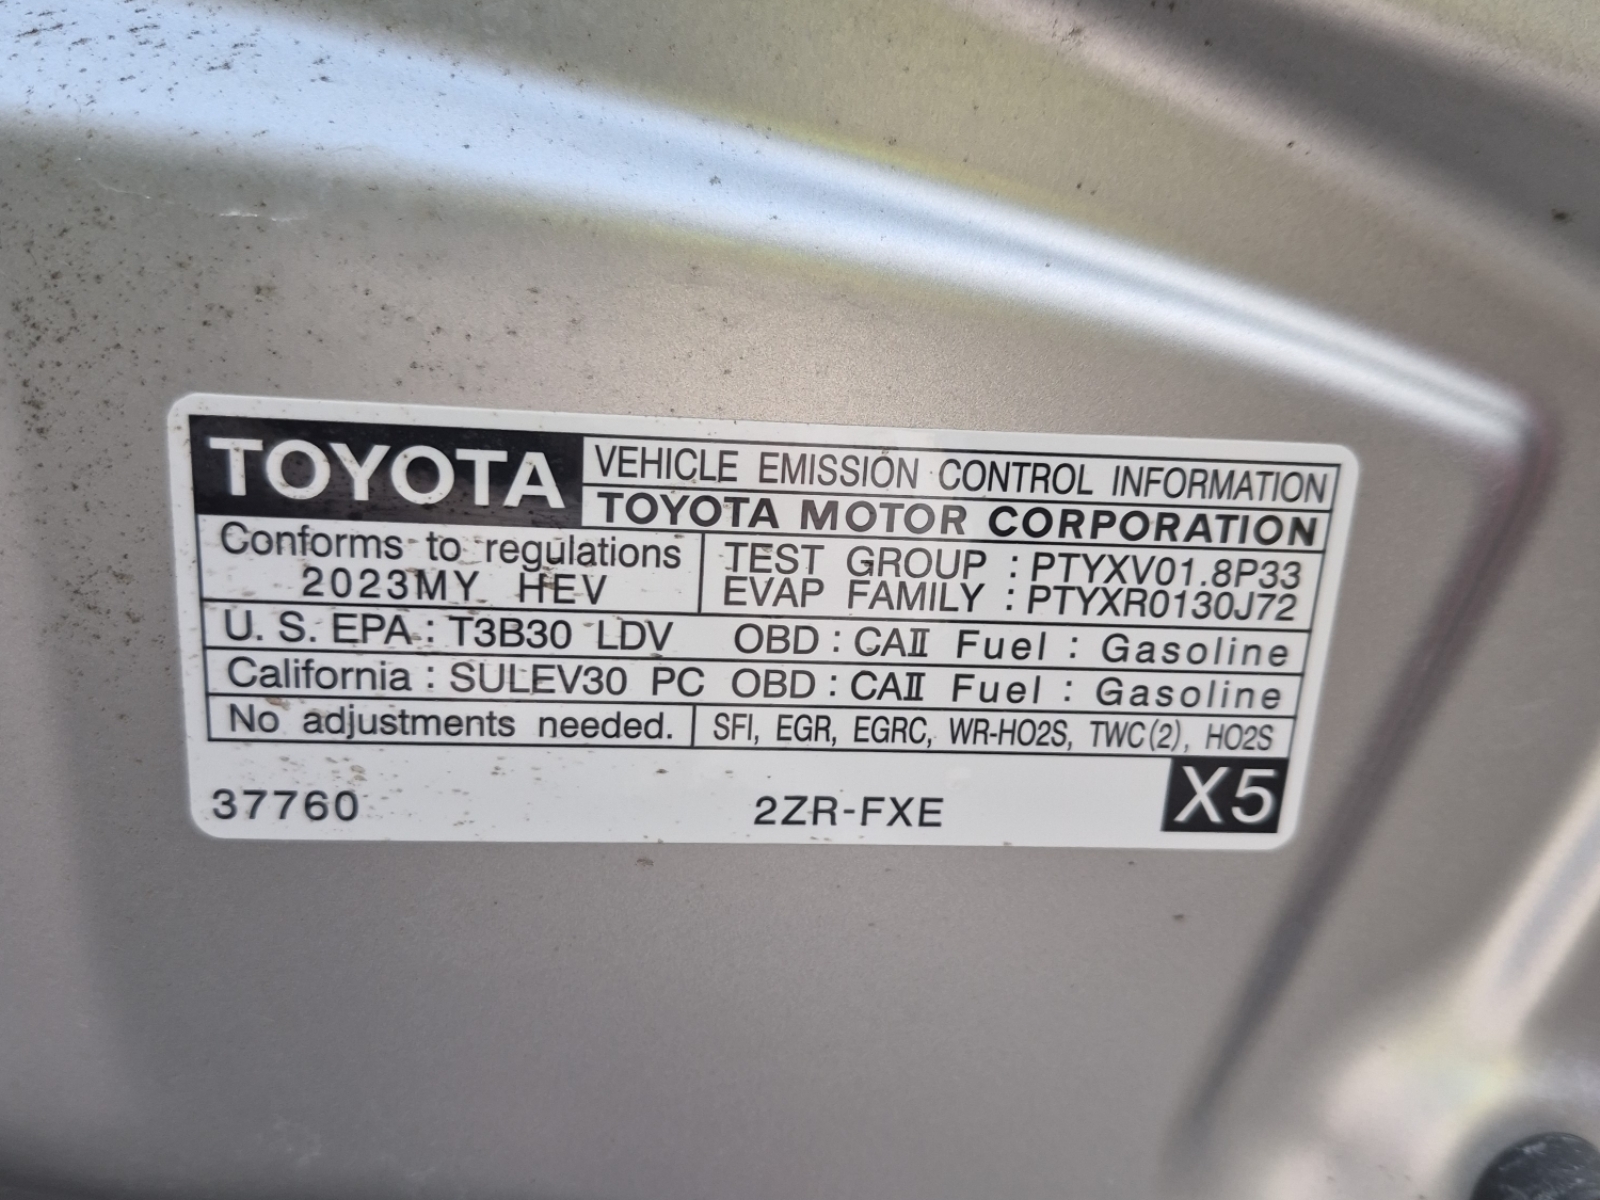 TOYOTA VEHICLE EMISSION CONTROL INFORMATION
TOYOTA MOTOR CORPORATION
Conforms to regulations
2023MY HEV
TEST GROUP : PTYXV01.8P33
EVAP FAMILY : PTYXR0130J72
U. S. EPA : T3B30 LDV OBD : CAⅡ Fuel : Gasoline
California : SULEV30 PC OBD : CAⅡ Fuel : Gasoline
No adjustments needed. SFI, EGR, EGRC, WR-HO2S, TWC(2), HO2S
37760 2ZR-FXE X5